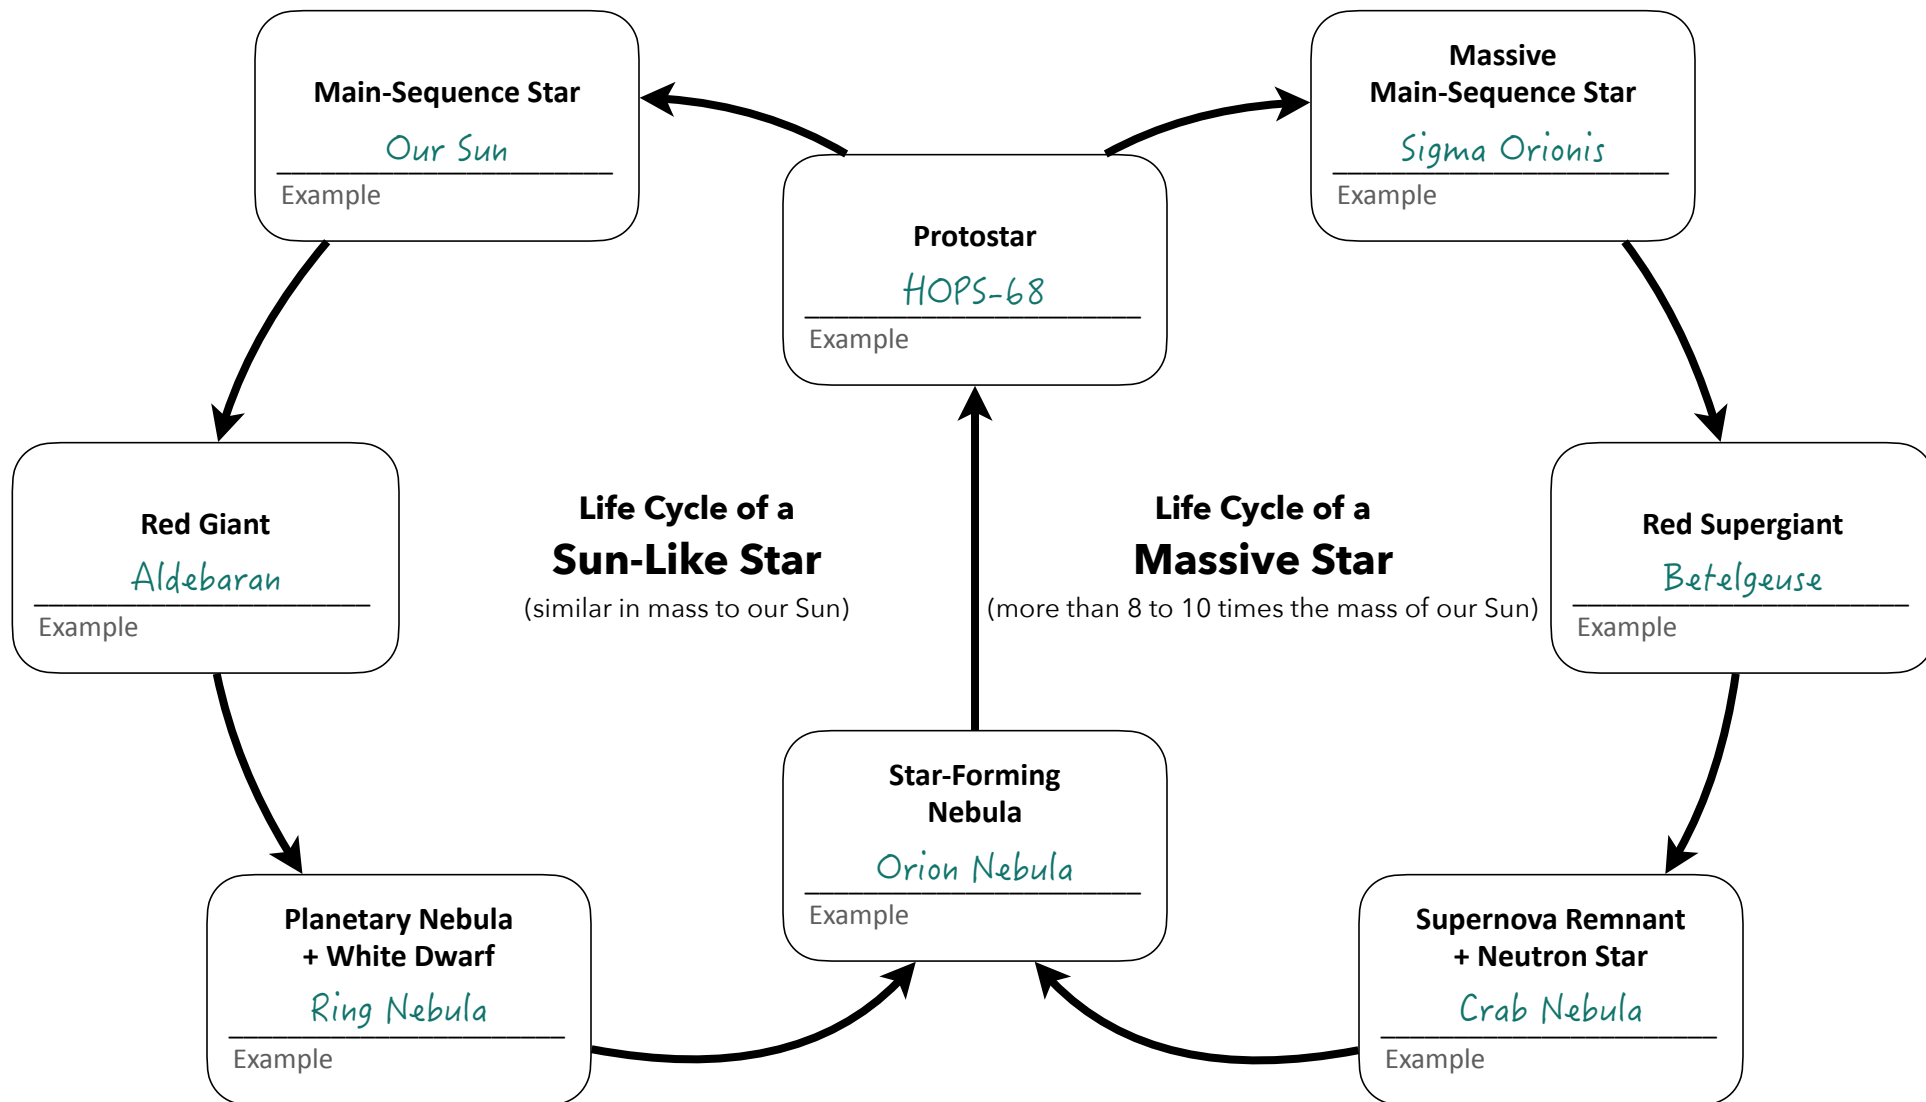 Main-Sequence Star
Our Sun
Example
Massive
Main-Sequence Star
Sigma Orionis
Example
Protostar
HOPS-68
Example
Red Giant
Aldebaran
Example
Life Cycle of a
Sun-Like Star
(similar in mass to our Sun)
Life Cycle of a
Massive Star
(more than 8 to 10 times the mass of our Sun)
Red Supergiant
Betelgeuse
Example
Star-Forming
Nebula
Orion Nebula
Example
Planetary Nebula
+ White Dwarf
Ring Nebula
Example
Supernova Remnant
+ Neutron Star
Crab Nebula
Example